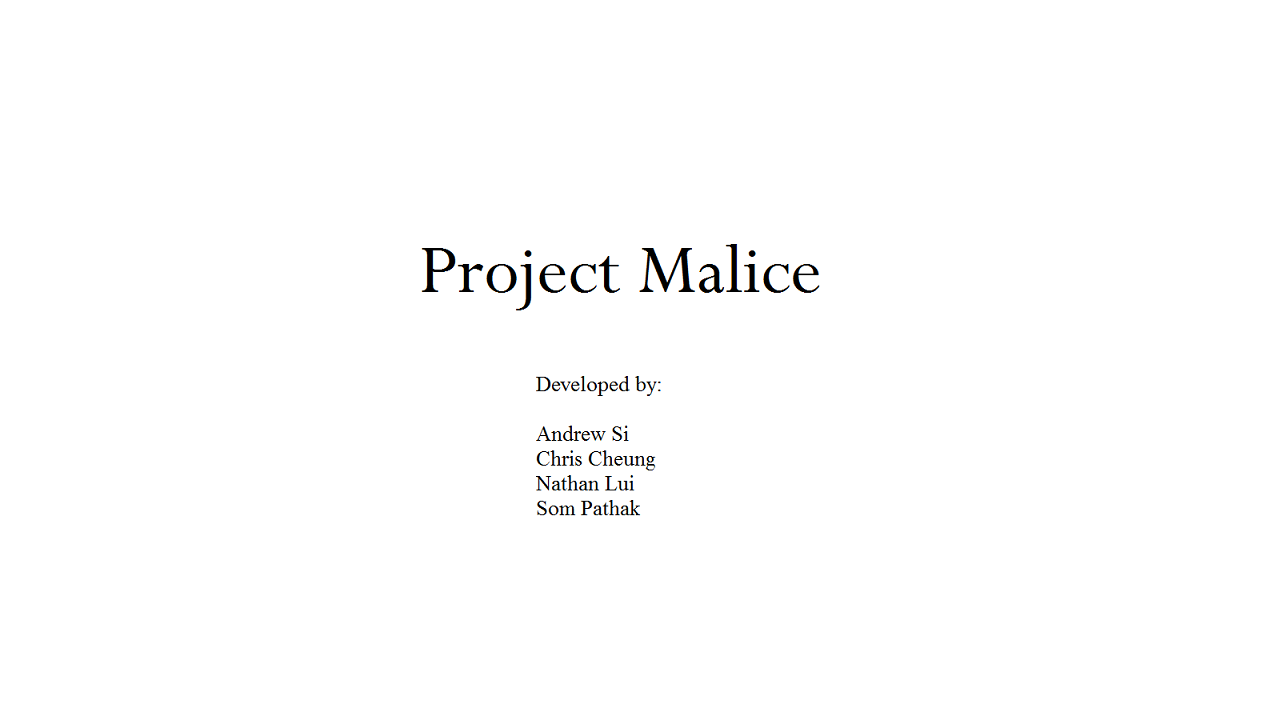 Project Malice
Developed by:
Andrew Si
Chris Cheung
Nathan Lui
Som Pathak